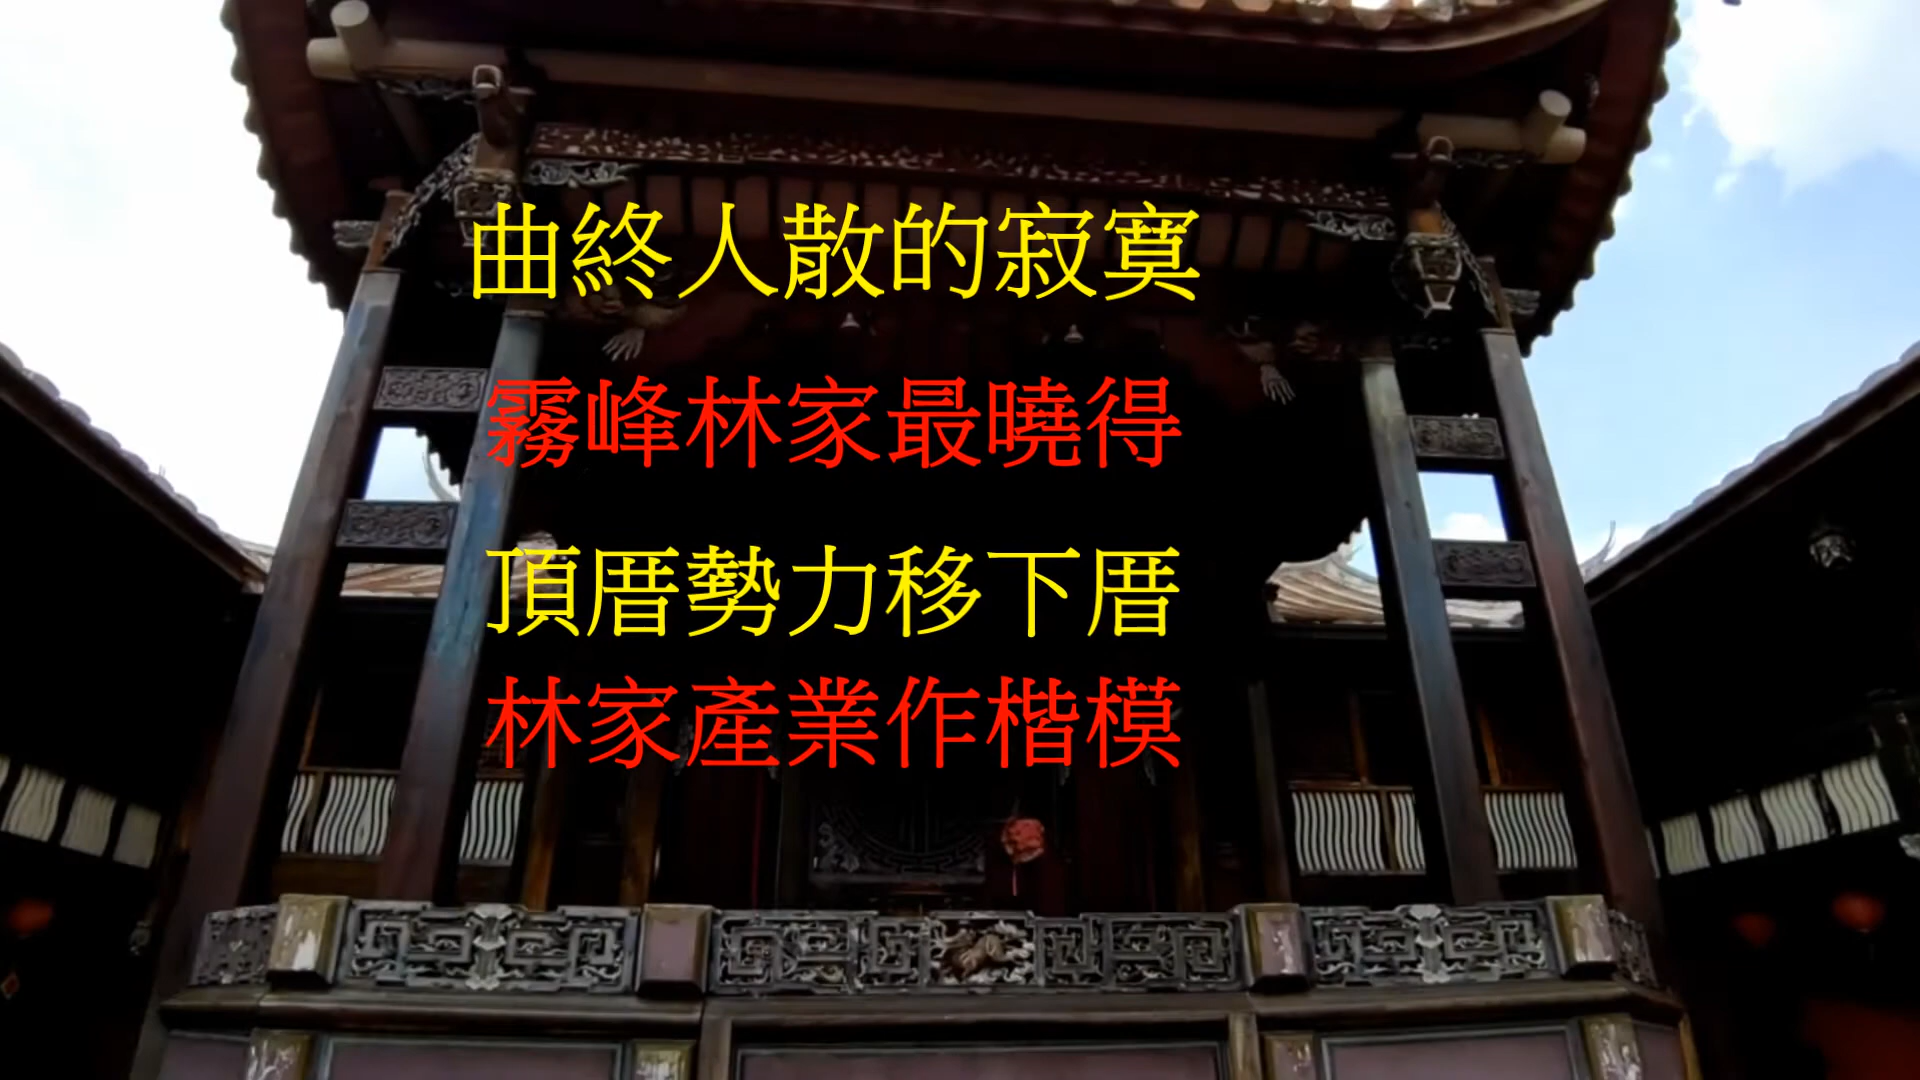 曲終人散的寂寞
霧峰林家最曉得
頂厝勢力移下厝
林家產業作楷模